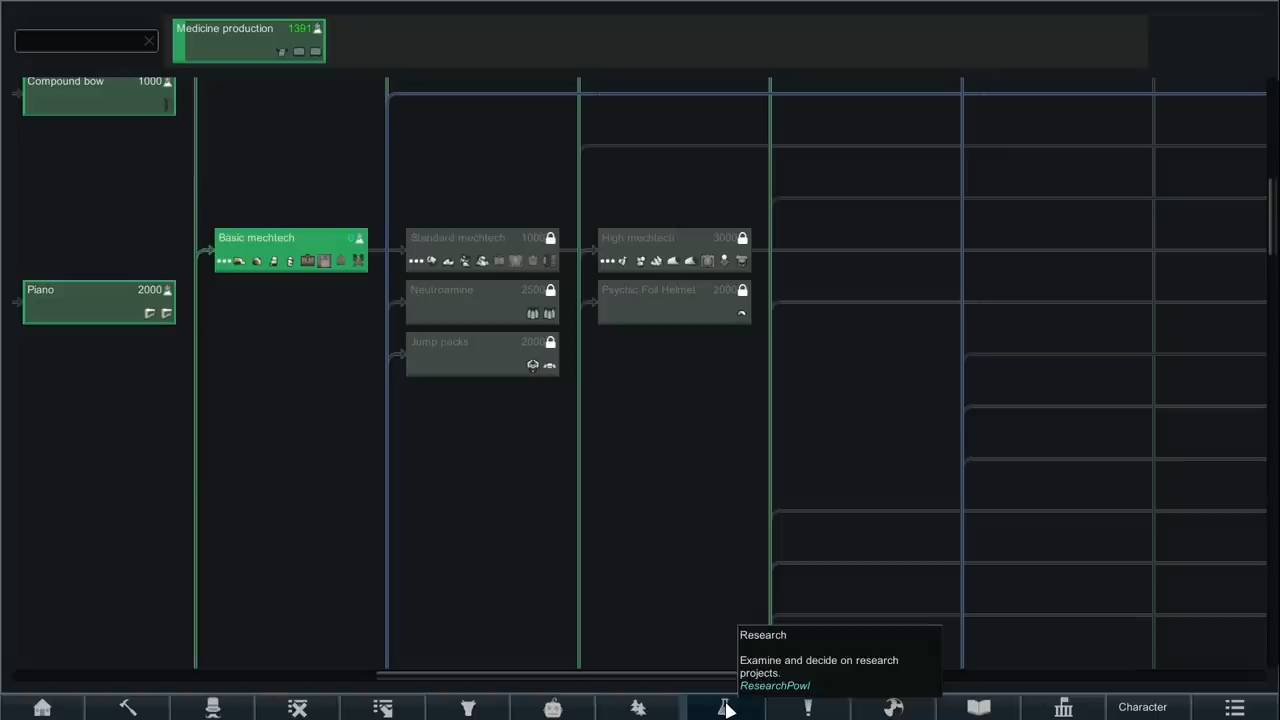 Medicine production 1391
Compound bow 1000
Basic mechtech 0
Standard mechtech 1000
High mechtech 3000
Piano 2000
Neutroamine 2500
Psychic Foil Helmet 2000
Jump packs 2000
Research
Examine and decide on research
projects.
ResearchPowl
Character